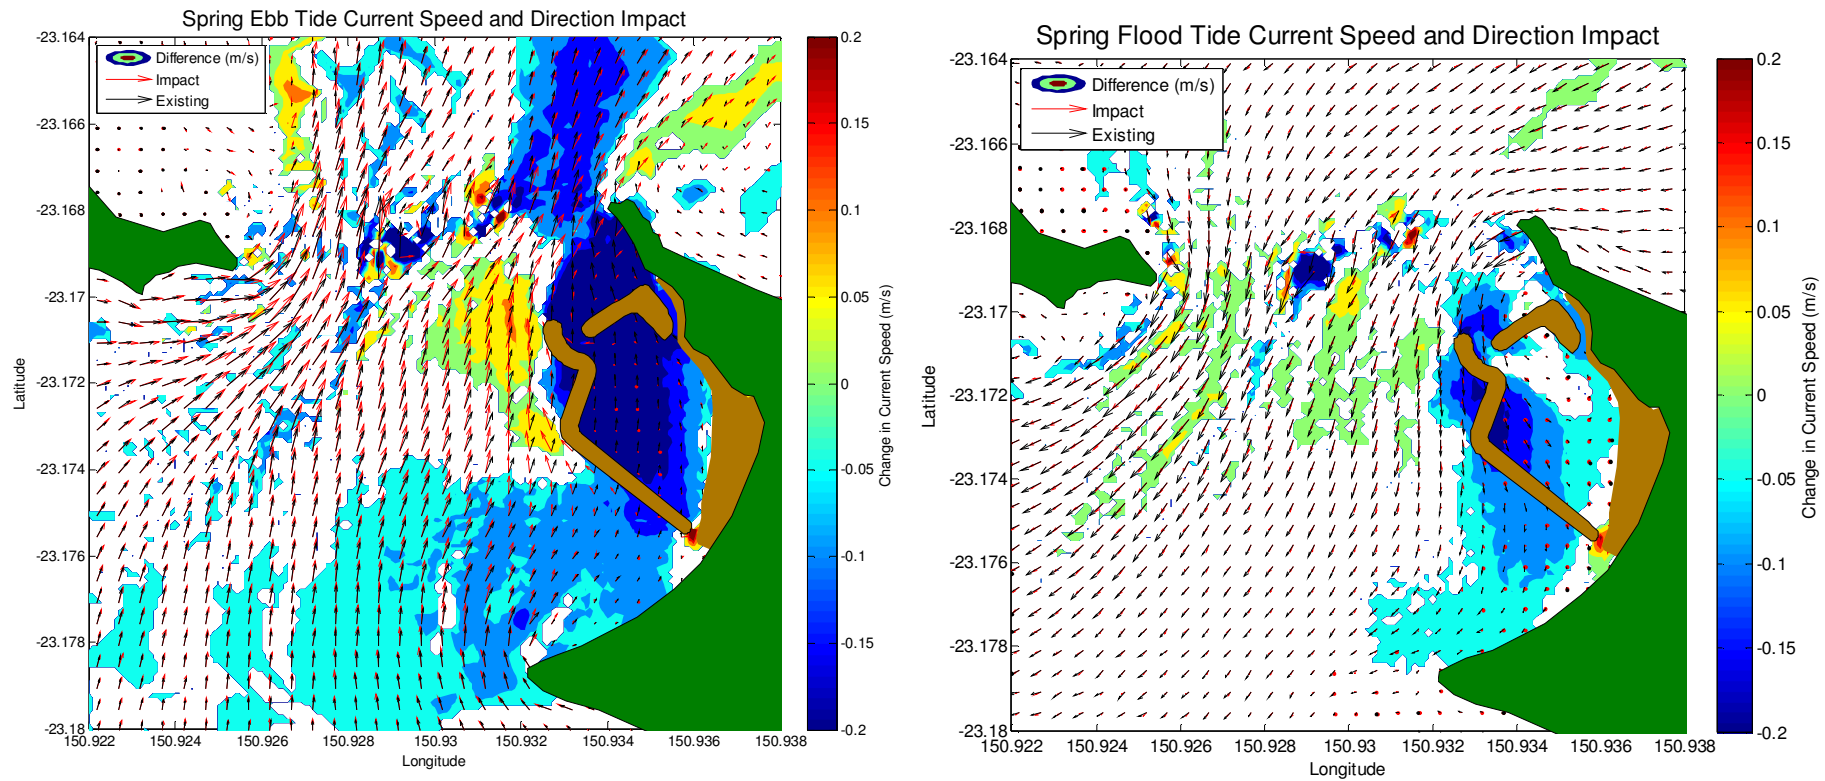 Spring Ebb Tide Current Speed and Direction Impact
Difference (m/s)
Impact
Existing
-23.164
-23.166
-23.168
-23.17
-23.172
-23.174
-23.176
-23.178
-23.18
Latitude
150.922 150.924 150.926 150.928 150.93 150.932 150.934 150.936 150.938
Longitude
0.2
0.15
0.1
0.05
0
-0.05
-0.1
-0.15
-0.2
Change in Current Speed (m/s)
Spring Flood Tide Current Speed and Direction Impact
Difference (m/s)
Impact
Existing
-23.164
-23.166
-23.168
-23.17
-23.172
-23.174
-23.176
-23.178
-23.18
Latitude
150.922 150.924 150.926 150.928 150.93 150.932 150.934 150.936 150.938
Longitude
0.2
0.15
0.1
0.05
0
-0.05
-0.1
-0.15
-0.2
Change in Current Speed (m/s)